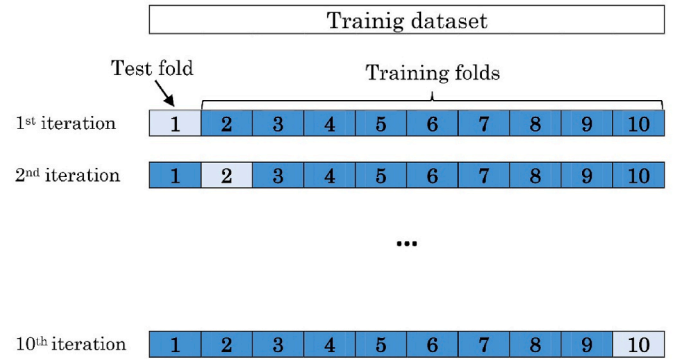 Trainig dataset
Test fold
Training folds
1st iteration 1 2 3 4 5 6 7 8 9 10
2nd iteration 1 2 3 4 5 6 7 8 9 10
...
10th iteration 1 2 3 4 5 6 7 8 9 10